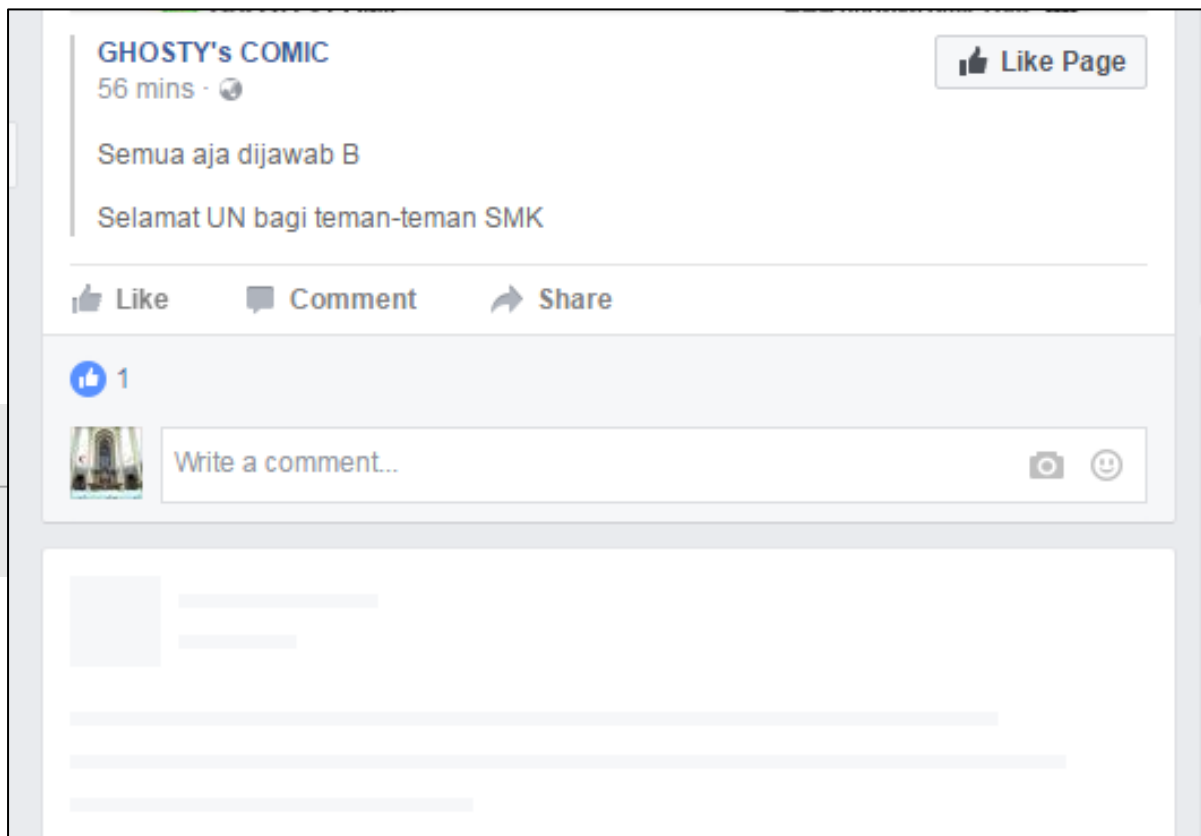 GHOSTY's COMIC
Like Page
56 mins ·
Semua aja dijawab B
Selamat UN bagi teman-teman SMK
Like Comment Share
1
Write a comment...